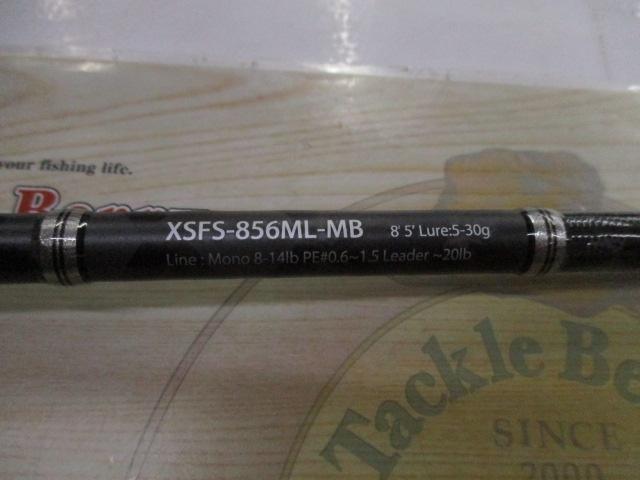 your fishing life.
XSFS-856ML-MB 8' 5' Lure:5-30g
Line : Mono 8-14lb PE#0.6~1.5 Leader ~20lb
Tackle Be
SINCE
2000